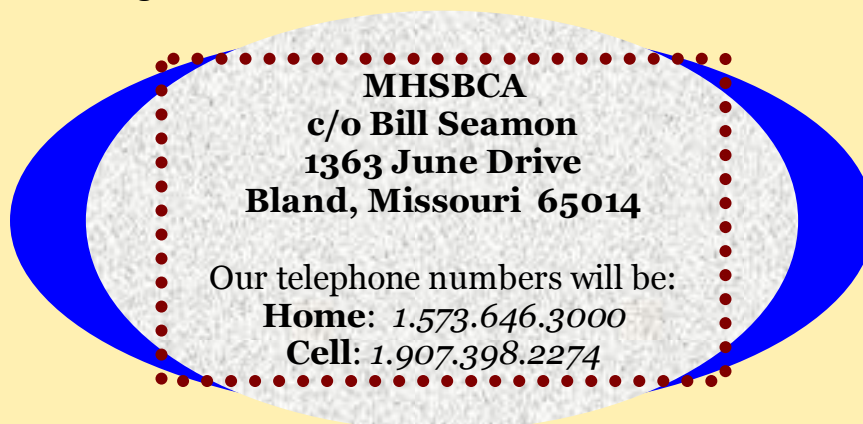 MHSBCA
c/o Bill Seamon
1363 June Drive
Bland, Missouri  65014
Our telephone numbers will be:
Home:  1.573.646.3000
Cell: 1.907.398.2274